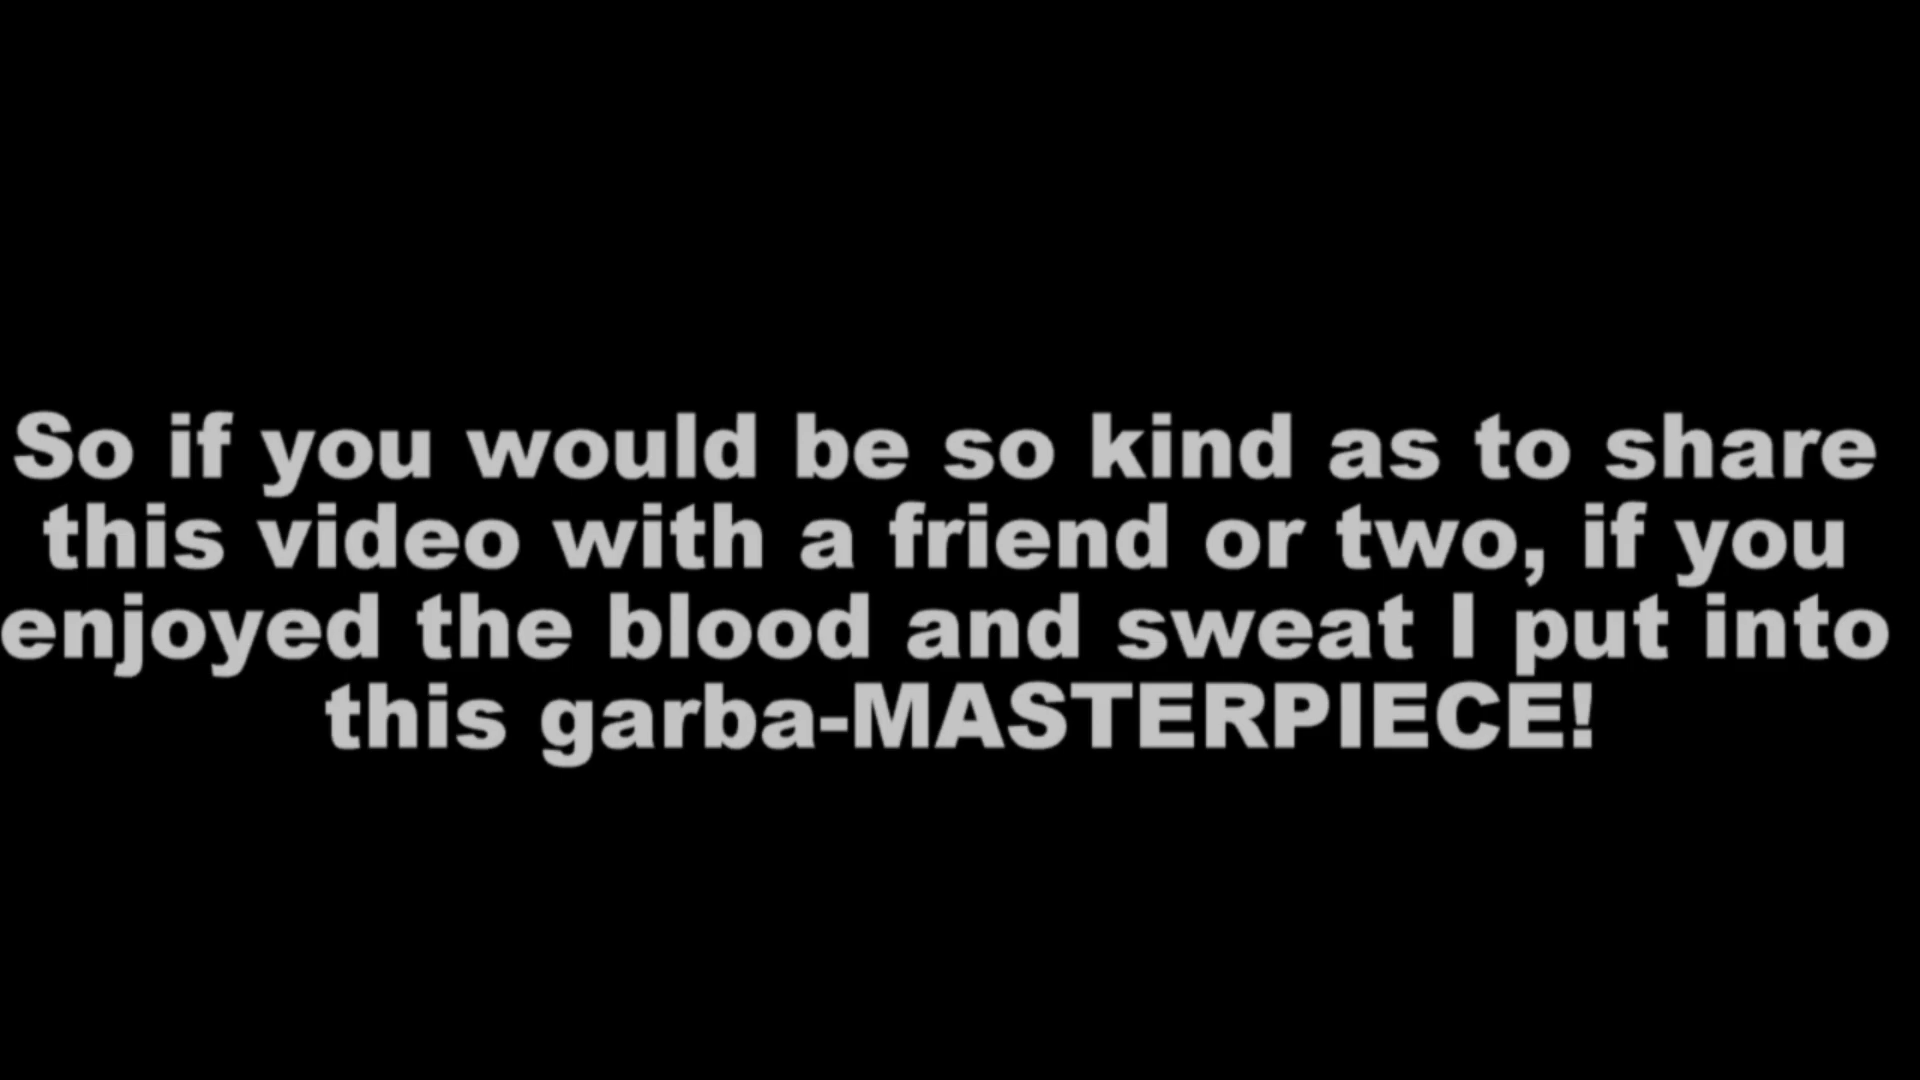 So if you would be so kind as to share
this video with a friend or two, if you
enjoyed the blood and sweat I put into
this garba-MASTERPIECE!